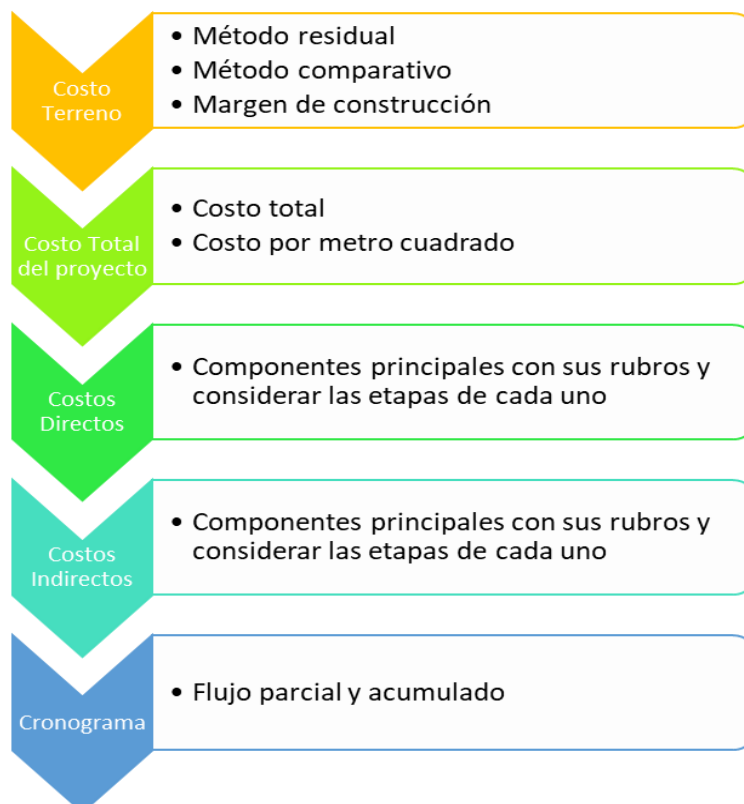 Costo
Terreno
• Método residual
• Método comparativo
• Margen de construcción
Costo Total
del proyecto
• Costo total
• Costo por metro cuadrado
Costos
Directos
• Componentes principales con sus rubros y
considerar las etapas de cada uno
Costos
Indirectos
• Componentes principales con sus rubros y
considerar las etapas de cada uno
Cronograma
• Flujo parcial y acumulado